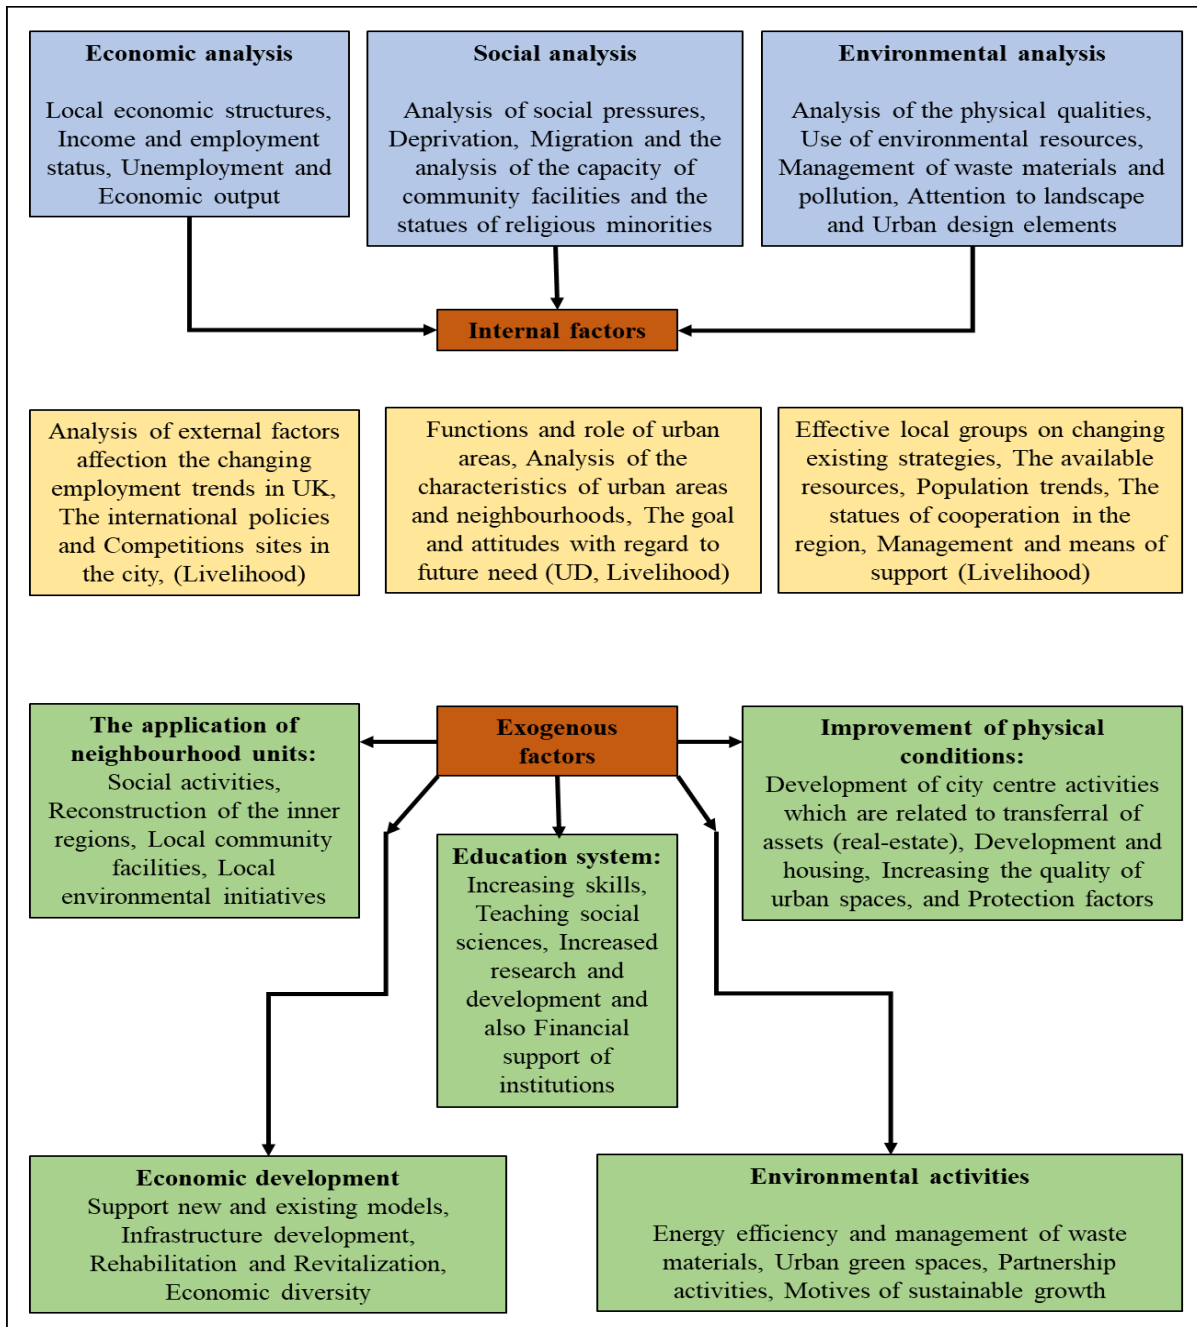 Economic analysis
Local economic structures,
Income and employment
status, Unemployment and
Economic output
Social analysis
Analysis of social pressures,
Deprivation, Migration and the
analysis of the capacity of
community facilities and the
statues of religious minorities
Environmental analysis
Analysis of the physical qualities,
Use of environmental resources,
Management of waste materials and
pollution, Attention to landscape
and Urban design elements
Internal factors
Analysis of external factors
affection the changing
employment trends in UK,
The international policies
and Competitions sites in
the city, (Livelihood)
Functions and role of urban
areas, Analysis of the
characteristics of urban areas
and neighbourhoods, The goal
and attitudes with regard to
future need (UD, Livelihood)
Effective local groups on changing
existing strategies, The available
resources, Population trends, The
statues of cooperation in the
region, Management and means of
support (Livelihood)
The application of
neighbourhood units:
Social activities,
Reconstruction of the inner
regions, Local community
facilities, Local
environmental initiatives
Exogenous
factors
Improvement of physical
conditions:
Development of city centre activities
which are related to transferral of
assets (real-estate), Development and
housing, Increasing the quality of
urban spaces, and Protection factors
Education system:
Increasing skills,
Teaching social
sciences, Increased
research and
development and
also Financial
support of
institutions
Economic development
Support new and existing models,
Infrastructure development,
Rehabilitation and Revitalization,
Economic diversity
Environmental activities
Energy efficiency and management of waste
materials, Urban green spaces, Partnership
activities, Motives of sustainable growth